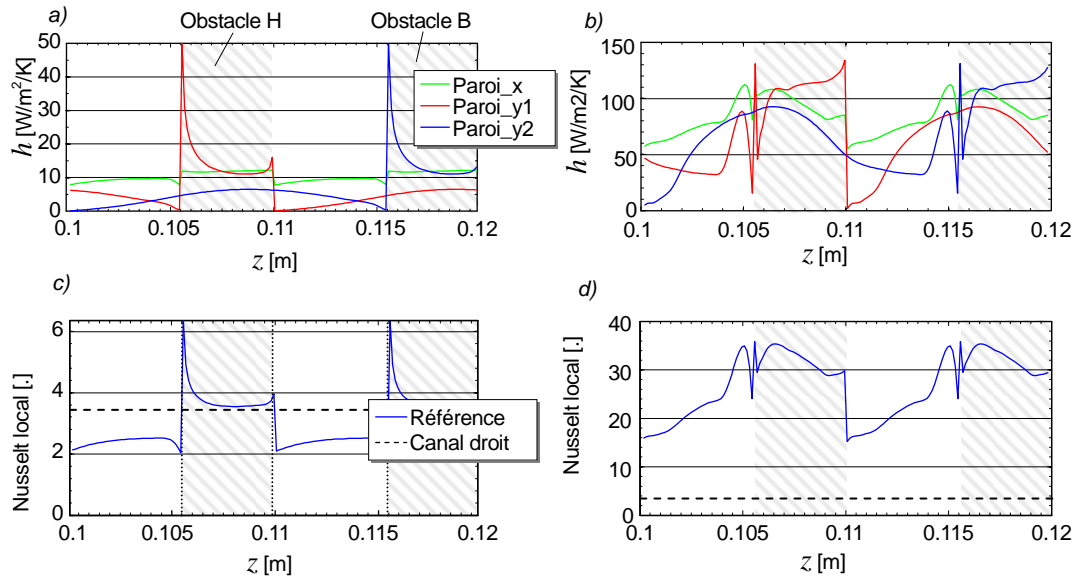 a) Obstacle H Obstacle B
50
40
30
20
10
0
h [W/m²/K]
Paroi_x
Paroi_y1
Paroi_y2
0.1 0.105 0.11 0.115 0.12
z [m]
b)
150
100
50
0
h [W/m2/K]
0.1 0.105 0.11 0.115 0.12
z [m]
c)
6
4
2
0
Nusselt local [.]
Référence
Canal droit
0.1 0.105 0.11 0.115 0.12
z [m]
d)
40
30
20
10
0
Nusselt local [.]
0.1 0.105 0.11 0.115 0.12
z [m]